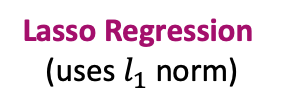 Lasso Regression
(uses l₁ norm)